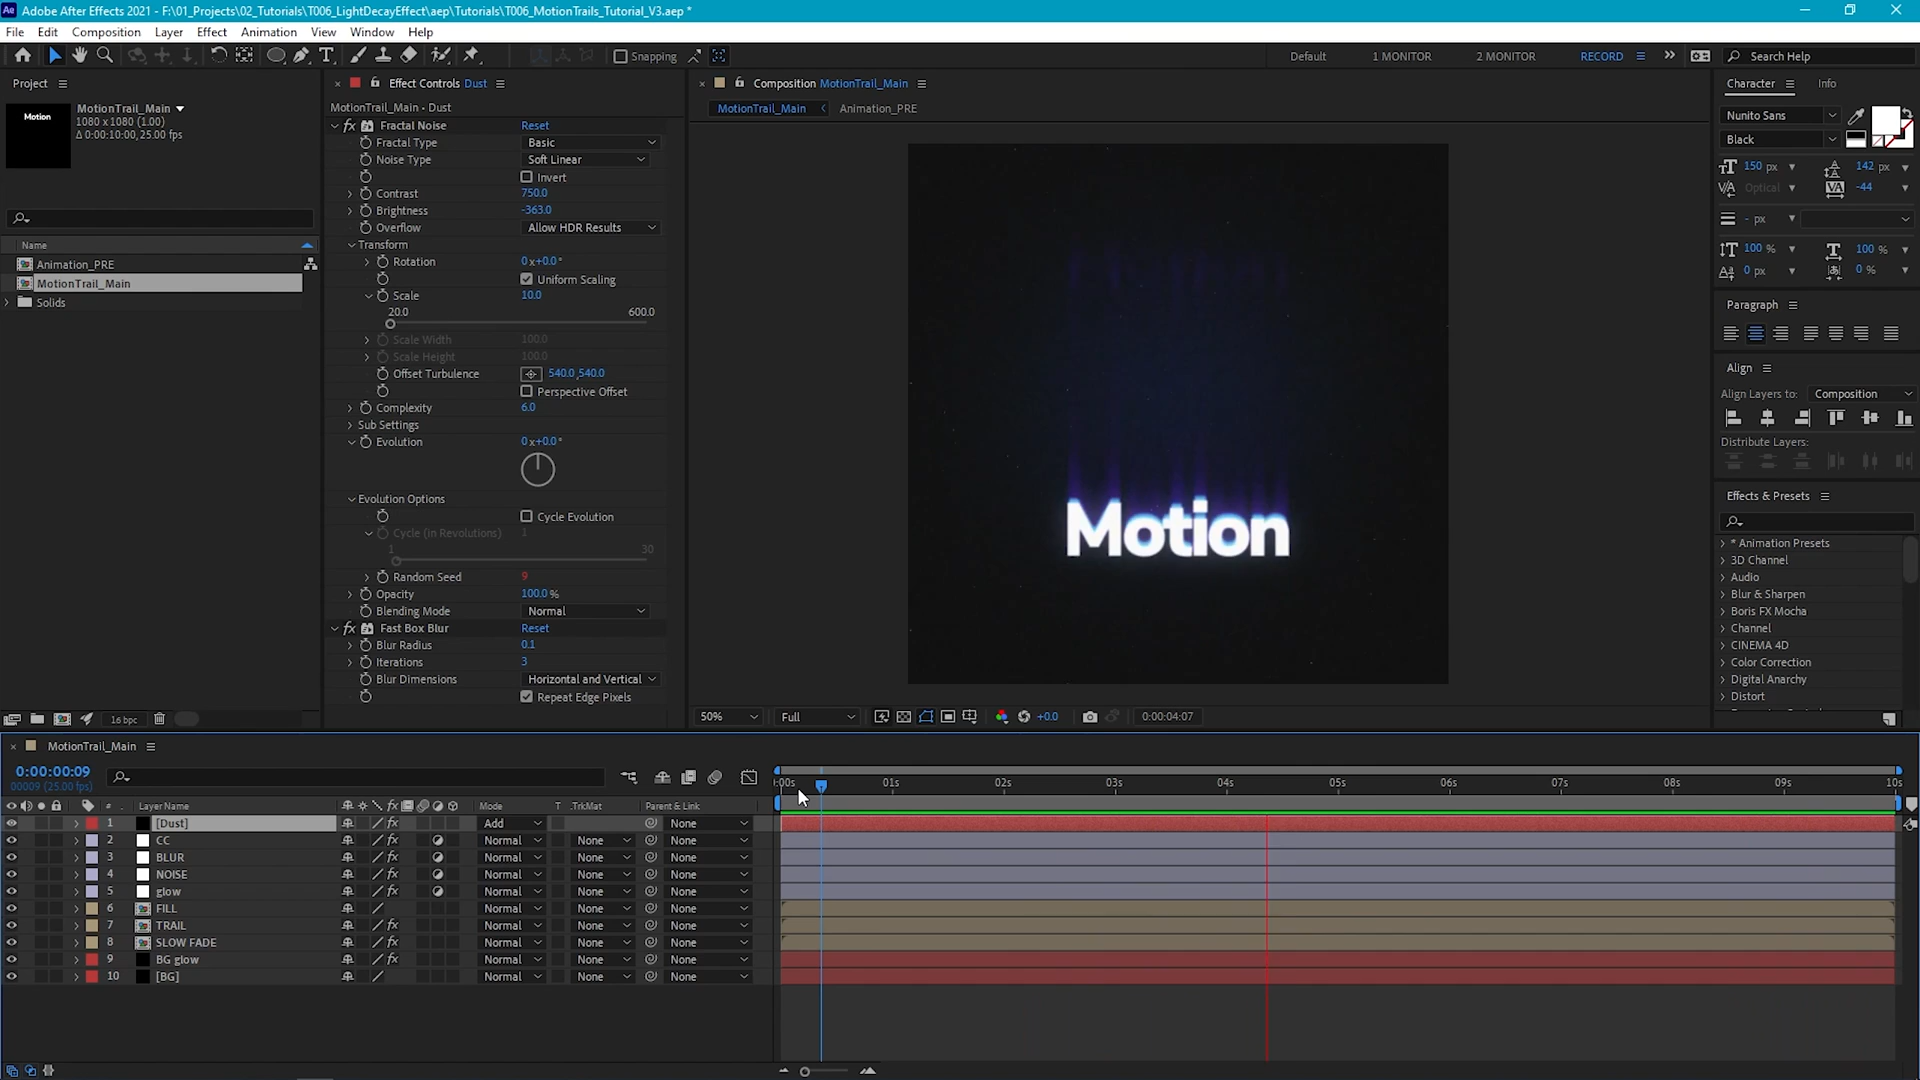 Adobe After Effects 2021 - F:\01_Projects\02_Tutorials\T006_LightDecayEffect\aep\Tutorials\T006_MotionTrails_Tutorial_V3.aep *
File Edit Composition Layer Effect Animation View Window Help
Snapping Default 1 MONITOR 2 MONITOR RECORD Search Help
Project
MotionTrail_Main
1080 x 1080 (1.00)
Δ 0:00:10:00, 25.00 fps
Motion
Name
Animation_PRE
MotionTrail_Main
Solids
16 bpc
Effect Controls Dust
MotionTrail_Main • Dust
fx Fractal Noise Reset
Fractal Type Basic
Noise Type Soft Linear
Invert
Contrast 750.0
Brightness -363.0
Overflow Allow HDR Results
Transform
Rotation 0x+0.0°
Uniform Scaling
Scale 10.0
20.0 600.0
Scale Width 100.0
Scale Height 100.0
Offset Turbulence 540.0,540.0
Perspective Offset
Complexity 6.0
Sub Settings
Evolution 0x+0.0°
Evolution Options
Cycle Evolution
Cycle (in Revolutions) 1
1 30
Random Seed 9
Opacity 100.0 %
Blending Mode Normal
fx Fast Box Blur Reset
Blur Radius 0.1
Iterations 3
Blur Dimensions Horizontal and Vertical
Repeat Edge Pixels
Composition MotionTrail_Main
MotionTrail_Main Animation_PRE
Motion
50% Full +0.0 0:00:04:07
Character Info
Nunito Sans
Black
150 px 142 px
Optical -44
- px
100 % 100 %
0 px 0 %
Paragraph
Align
Align Layers to: Composition
Distribute Layers:
Effects & Presets
* Animation Presets
3D Channel
Audio
Blur & Sharpen
Boris FX Mocha
Channel
CINEMA 4D
Color Correction
Digital Anarchy
Distort
MotionTrail_Main
0:00:00:09
00009 (25.00 fps)
:00s 01s 02s 03s 04s 05s 06s 07s 08s 09s 10s
# Layer Name fx Mode T .TrkMat Parent & Link
1 [Dust] fx Add None
2 CC fx Normal None None
3 BLUR fx Normal None None
4 NOISE fx Normal None None
5 glow fx Normal None None
6 FILL Normal None None
7 TRAIL fx Normal None None
8 SLOW FADE fx Normal None None
9 BG glow fx Normal None None
10 [BG] Normal None None